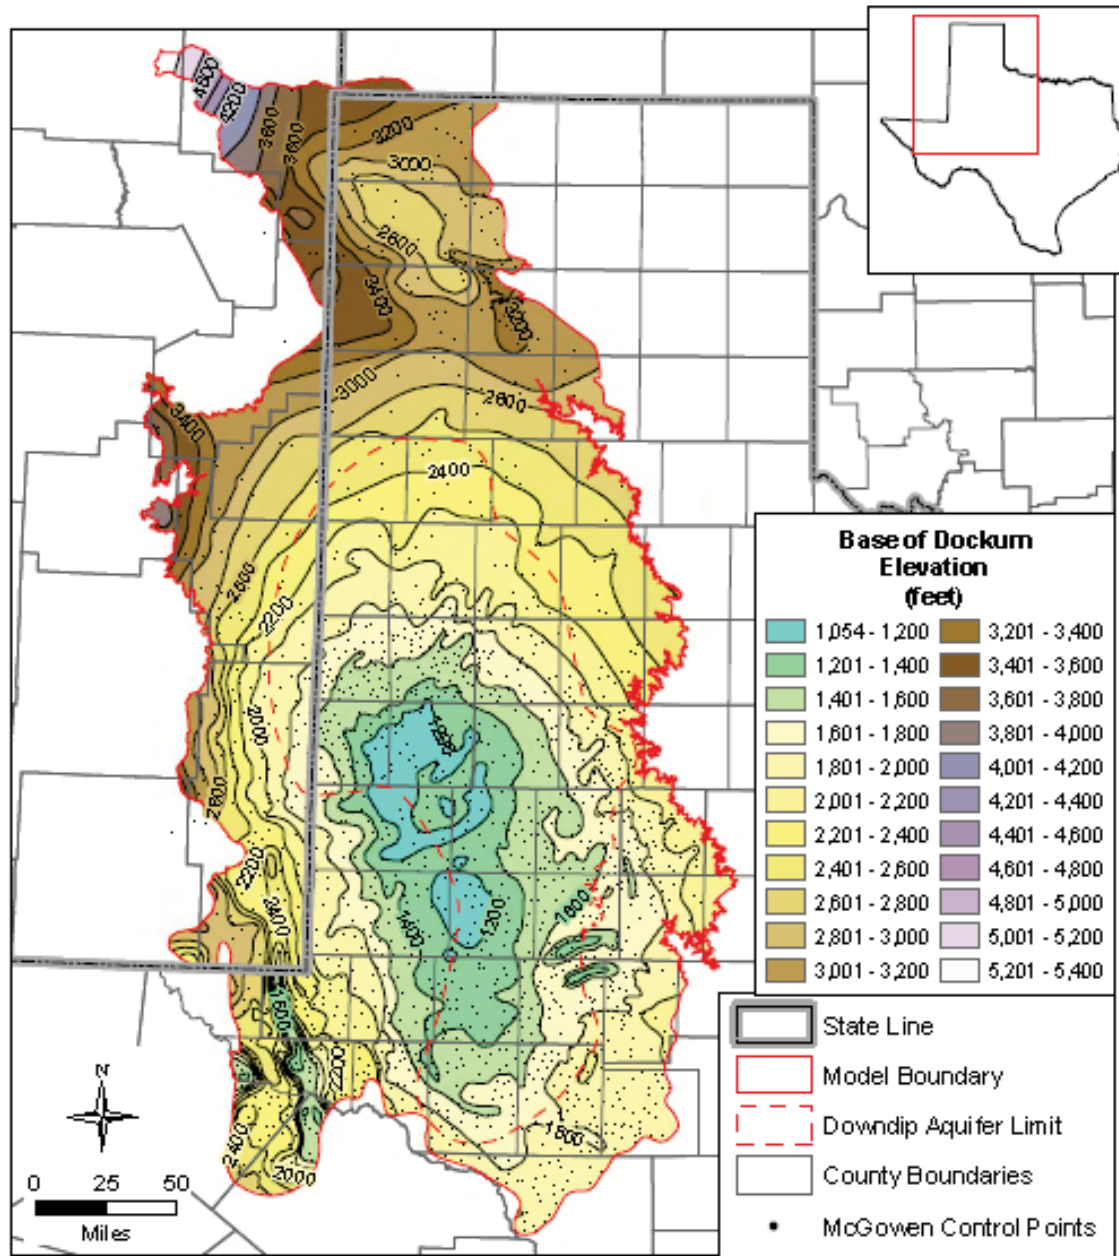 4600
4200
3600
3600
3200
3000
2600
3400
3200
3000
3400
2600
2400
2600
2200
2000
1200
2600
2200
2400
1400
1200
1600
1600
2200
1600
2400
2000
Base of Dockum
Elevation
(feet)
1,054 - 1,200 3,201 - 3,400
1,201 - 1,400 3,401 - 3,600
1,401 - 1,600 3,601 - 3,800
1,601 - 1,800 3,801 - 4,000
1,801 - 2,000 4,001 - 4,200
2,001 - 2,200 4,201 - 4,400
2,201 - 2,400 4,401 - 4,600
2,401 - 2,600 4,601 - 4,800
2,601 - 2,800 4,801 - 5,000
2,801 - 3,000 5,001 - 5,200
3,001 - 3,200 5,201 - 5,400
State Line
Model Boundary
Downdip Aquifer Limit
County Boundaries
McGowen Control Points
N
0 25 50
Miles